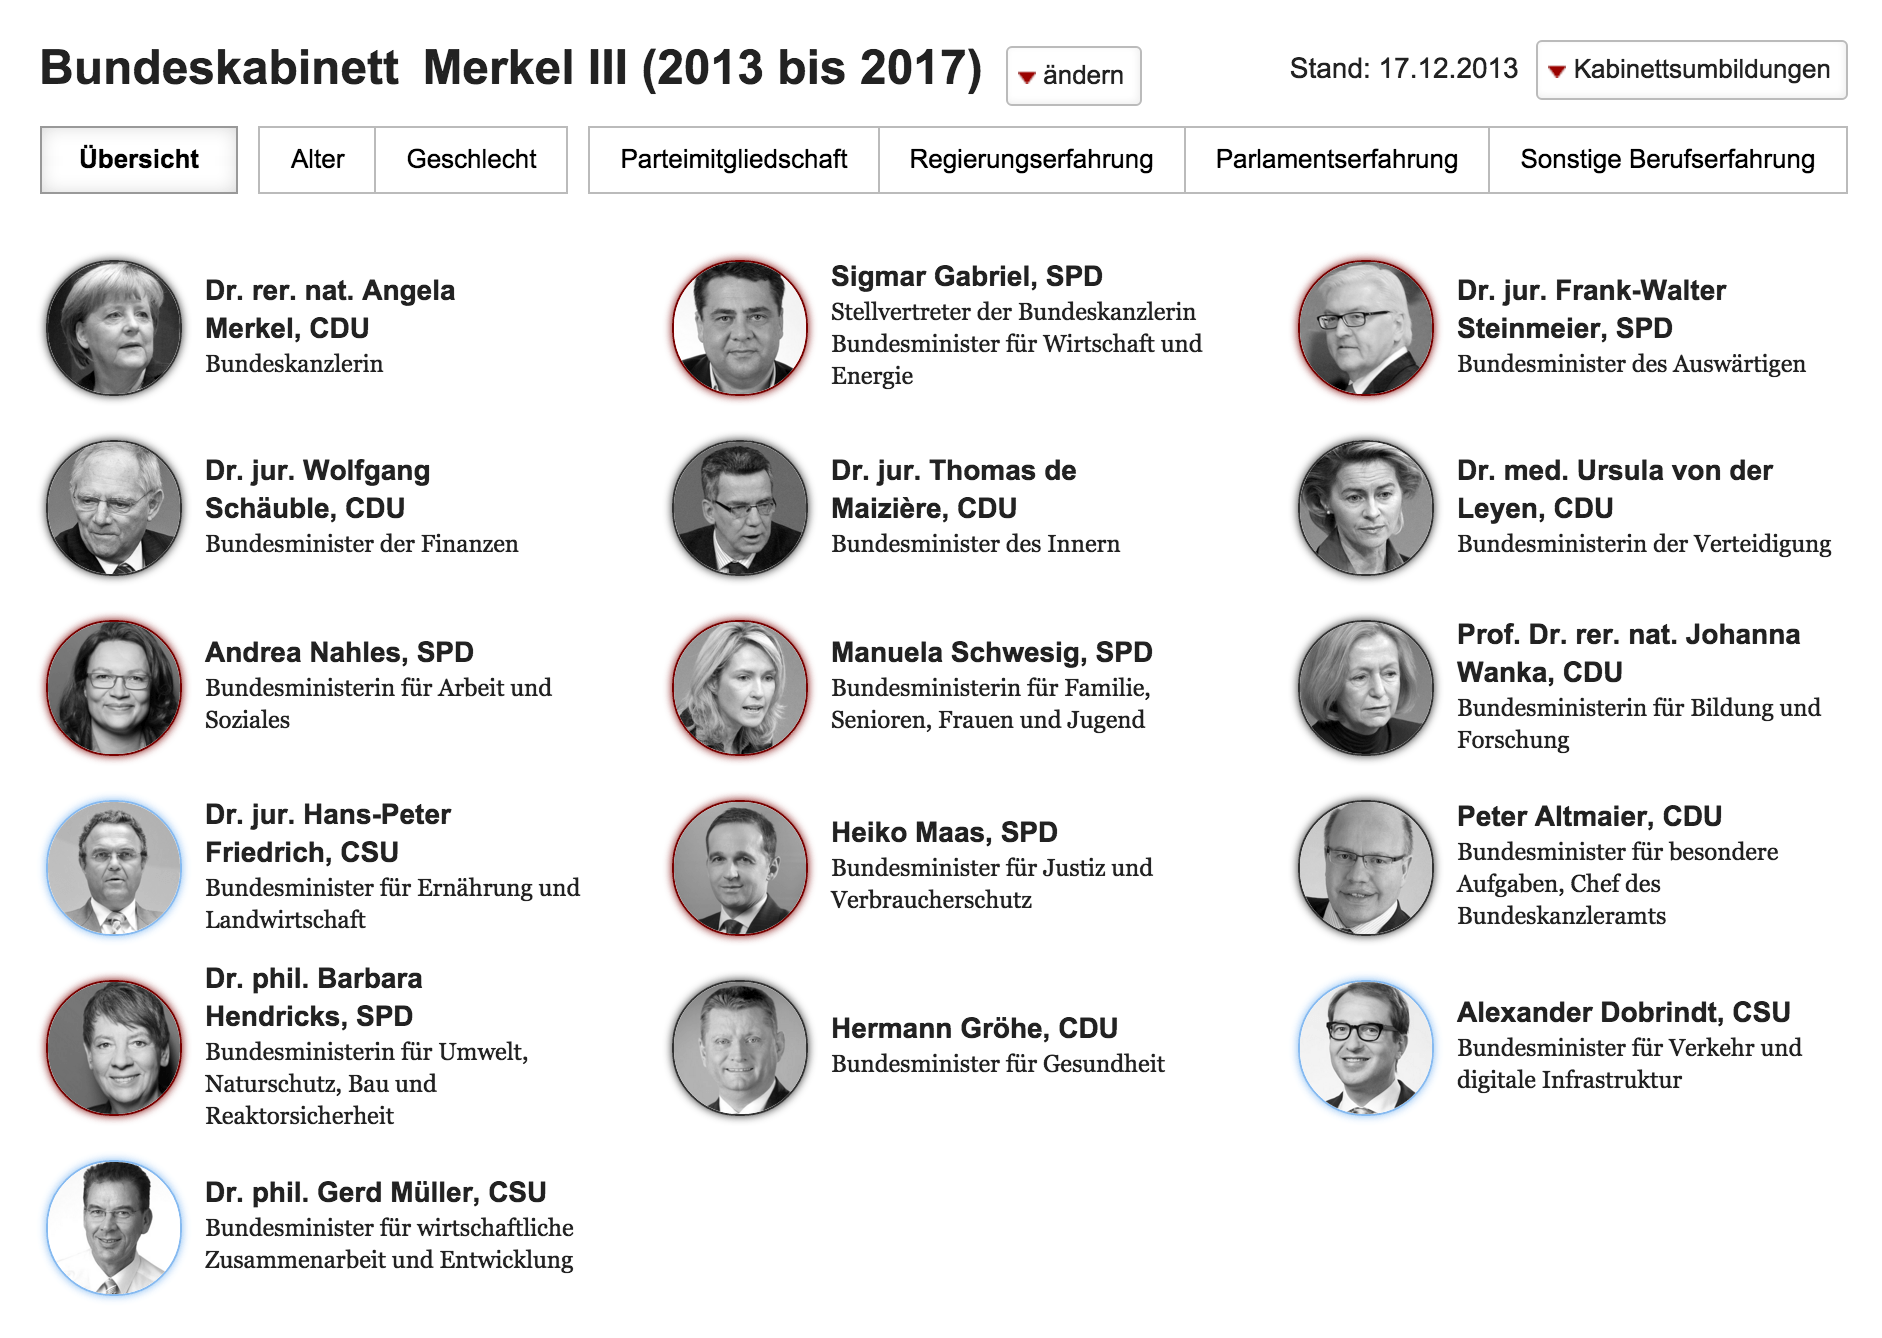 Bundeskabinett Merkel III (2013 bis 2017)
ändern
Stand: 17.12.2013
Kabinettsumbildungen
Übersicht
Alter
Geschlecht
Parteimitgliedschaft
Regierungserfahrung
Parlamentserfahrung
Sonstige Berufserfahrung
Dr. rer. nat. Angela
Merkel, CDU
Bundeskanzlerin
Sigmar Gabriel, SPD
Stellvertreter der Bundeskanzlerin
Bundesminister für Wirtschaft und
Energie
Dr. jur. Frank-Walter
Steinmeier, SPD
Bundesminister des Auswärtigen
Dr. jur. Wolfgang
Schäuble, CDU
Bundesminister der Finanzen
Dr. jur. Thomas de
Maizière, CDU
Bundesminister des Innern
Dr. med. Ursula von der
Leyen, CDU
Bundesministerin der Verteidigung
Andrea Nahles, SPD
Bundesministerin für Arbeit und
Soziales
Manuela Schwesig, SPD
Bundesministerin für Familie,
Senioren, Frauen und Jugend
Prof. Dr. rer. nat. Johanna
Wanka, CDU
Bundesministerin für Bildung und
Forschung
Dr. jur. Hans-Peter
Friedrich, CSU
Bundesminister für Ernährung und
Landwirtschaft
Heiko Maas, SPD
Bundesminister für Justiz und
Verbraucherschutz
Peter Altmaier, CDU
Bundesminister für besondere
Aufgaben, Chef des
Bundeskanzleramts
Dr. phil. Barbara
Hendricks, SPD
Bundesministerin für Umwelt,
Naturschutz, Bau und
Reaktorsicherheit
Hermann Gröhe, CDU
Bundesminister für Gesundheit
Alexander Dobrindt, CSU
Bundesminister für Verkehr und
digitale Infrastruktur
Dr. phil. Gerd Müller, CSU
Bundesminister für wirtschaftliche
Zusammenarbeit und Entwicklung